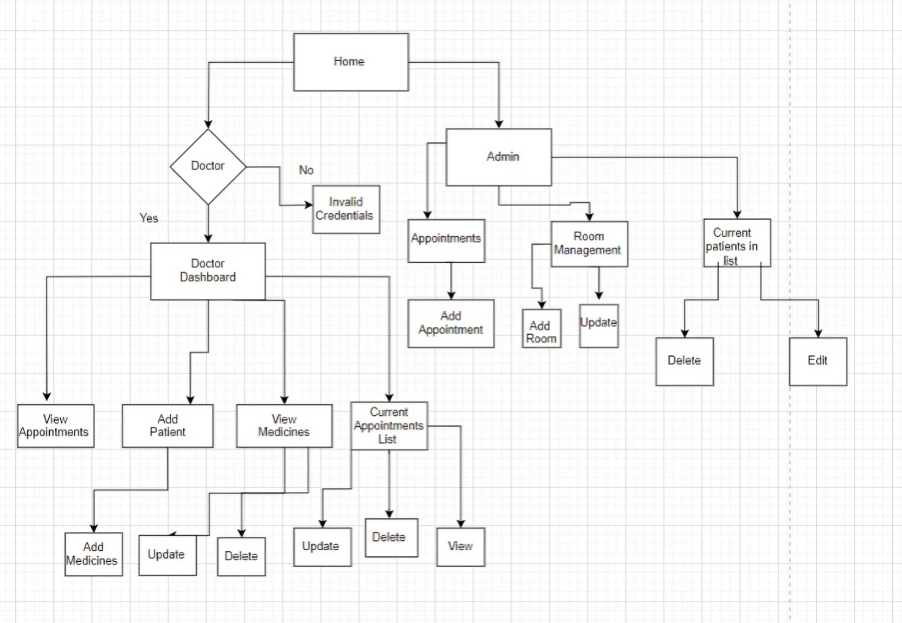 Home
Doctor
No
Admin
Invalid
Credentials
Yes
Appointments
Room
Management
Current
patients in
list
Doctor
Dashboard
Add
Appointment
Add
Room
Update
Delete
Edit
View
Appointments
Add
Patient
View
Medicines
Current
Appointments
List
Add
Medicines
Update
Delete
Update
Delete
View